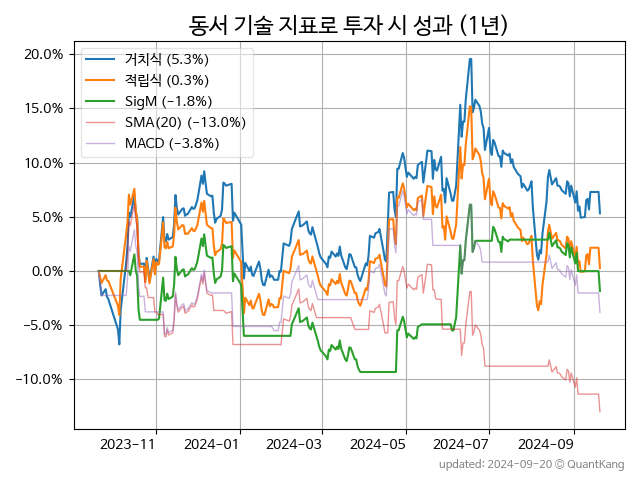 동서 기술 지표로 투자 시 성과 (1년)
20.0%
15.0%
10.0%
5.0%
0.0%
−5.0%
−10.0%
거치식 (5.3%)
적립식 (0.3%)
SigM (−1.8%)
SMA(20) (−13.0%)
MACD (−3.8%)
2023−11 2024−01 2024−03 2024−05 2024−07 2024−09
updated: 2024−09−20 ⓒ QuantKang